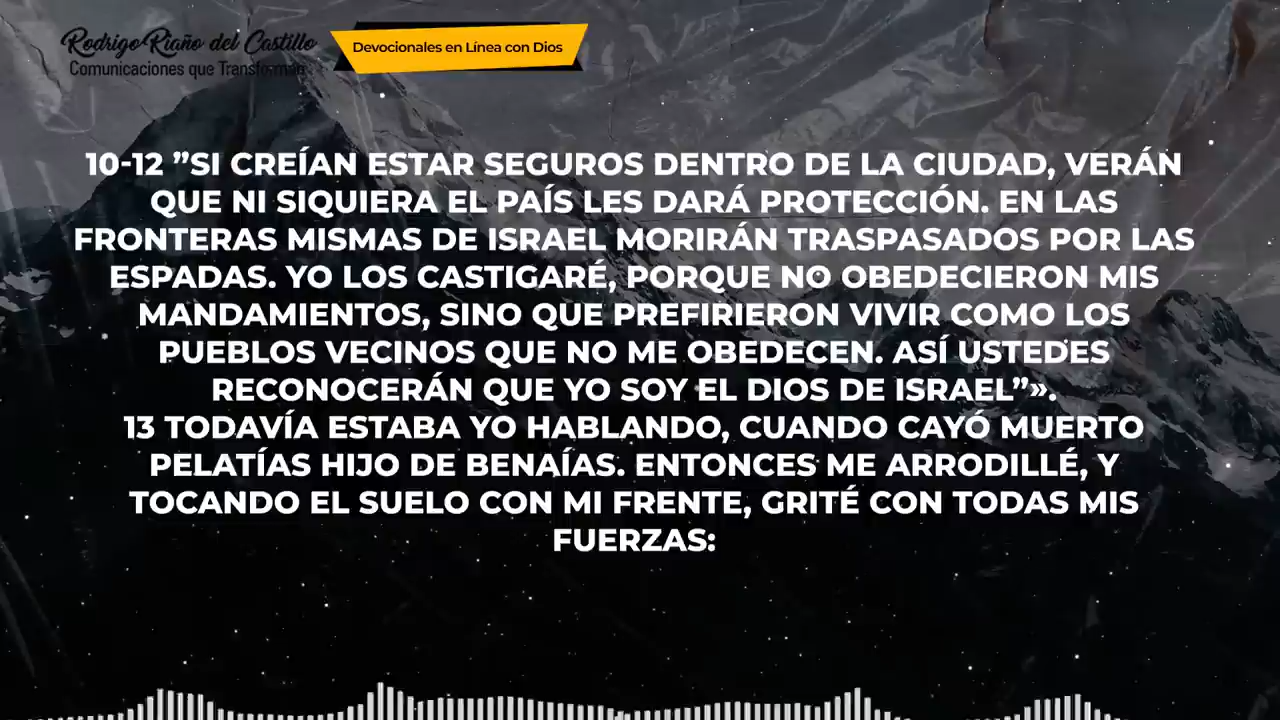 Rodrigo Riaño del Castillo
Comunicaciones que Transforman
Devocionales en Línea con Dios
10-12 ”SI CREÍAN ESTAR SEGUROS DENTRO DE LA CIUDAD, VERÁN
QUE NI SIQUIERA EL PAÍS LES DARÁ PROTECCIÓN. EN LAS
FRONTERAS MISMAS DE ISRAEL MORIRÁN TRASPASADOS POR LAS
ESPADAS. YO LOS CASTIGARÉ, PORQUE NO OBEDECIERON MIS
MANDAMIENTOS, SINO QUE PREFIRIERON VIVIR COMO LOS
PUEBLOS VECINOS QUE NO ME OBEDECEN. ASÍ USTEDES
RECONOCERÁN QUE YO SOY EL DIOS DE ISRAEL”».
13 TODAVÍA ESTABA YO HABLANDO, CUANDO CAYÓ MUERTO
PELATÍAS HIJO DE BENAÍAS. ENTONCES ME ARRODILLÉ, Y
TOCANDO EL SUELO CON MI FRENTE, GRITÉ CON TODAS MIS
FUERZAS: